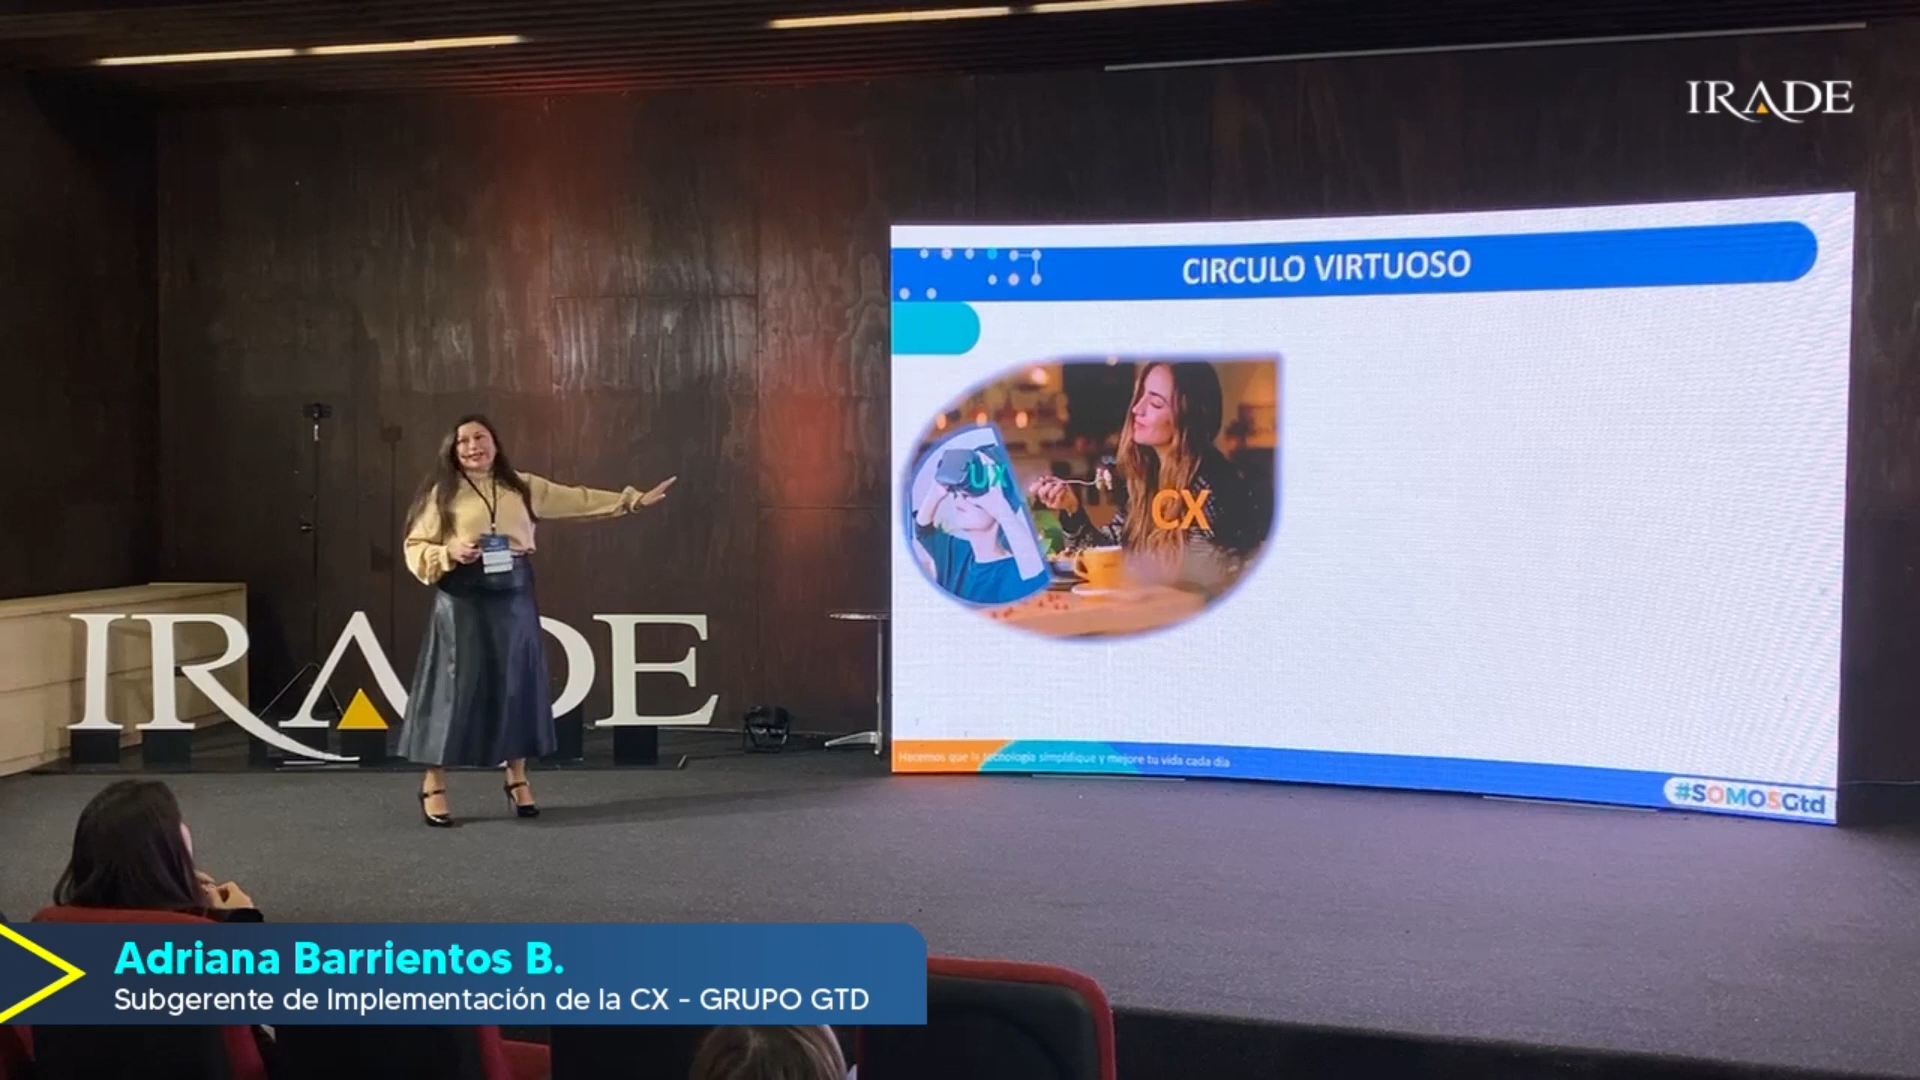 IRADE
CIRCULO VIRTUOSO
UX
CX
IRADE
Hacemos que la tecnología simplifique y mejore tu vida cada día
#SOMOSGtd
Adriana Barrientos B.
Subgerente de Implementación de la CX - GRUPO GTD